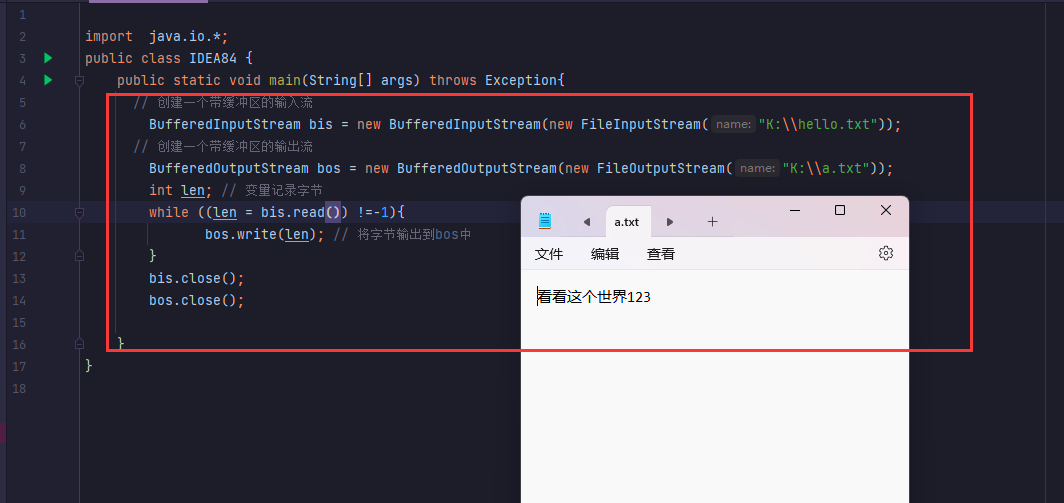 1
2 import java.io.*;
3 public class IDEA84 {
4 public static void main(String[] args) throws Exception{
5 // 创建一个带缓冲区的输入流
6 BufferedInputStream bis = new BufferedInputStream(new FileInputStream( name: "K:\\hello.txt"));
7 // 创建一个带缓冲区的输出流
8 BufferedOutputStream bos = new BufferedOutputStream(new FileOutputStream( name: "K:\\a.txt"));
9 int len; // 变量记录字节
10 while ((len = bis.read()) !=-1){
11 bos.write(len); // 将字节输出到bos中
12 }
13 bis.close();
14 bos.close();
15
16 }
17 }
18
a.txt
文件 编辑 查看
看看这个世界123